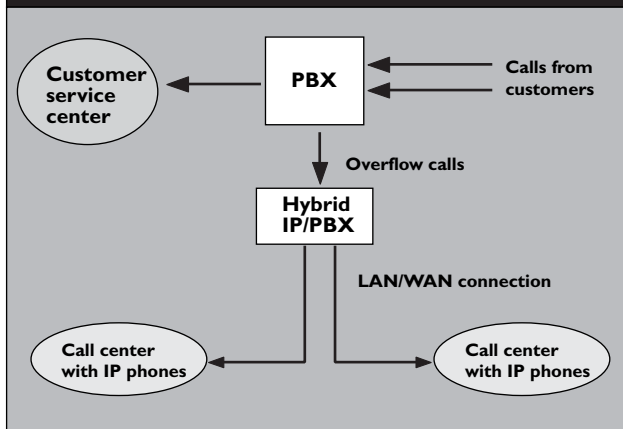 Customer
service
center
PBX
Calls from
customers
Overflow calls
Hybrid
IP/PBX
LAN/WAN connection
Call center
with IP phones
Call center
with IP phones